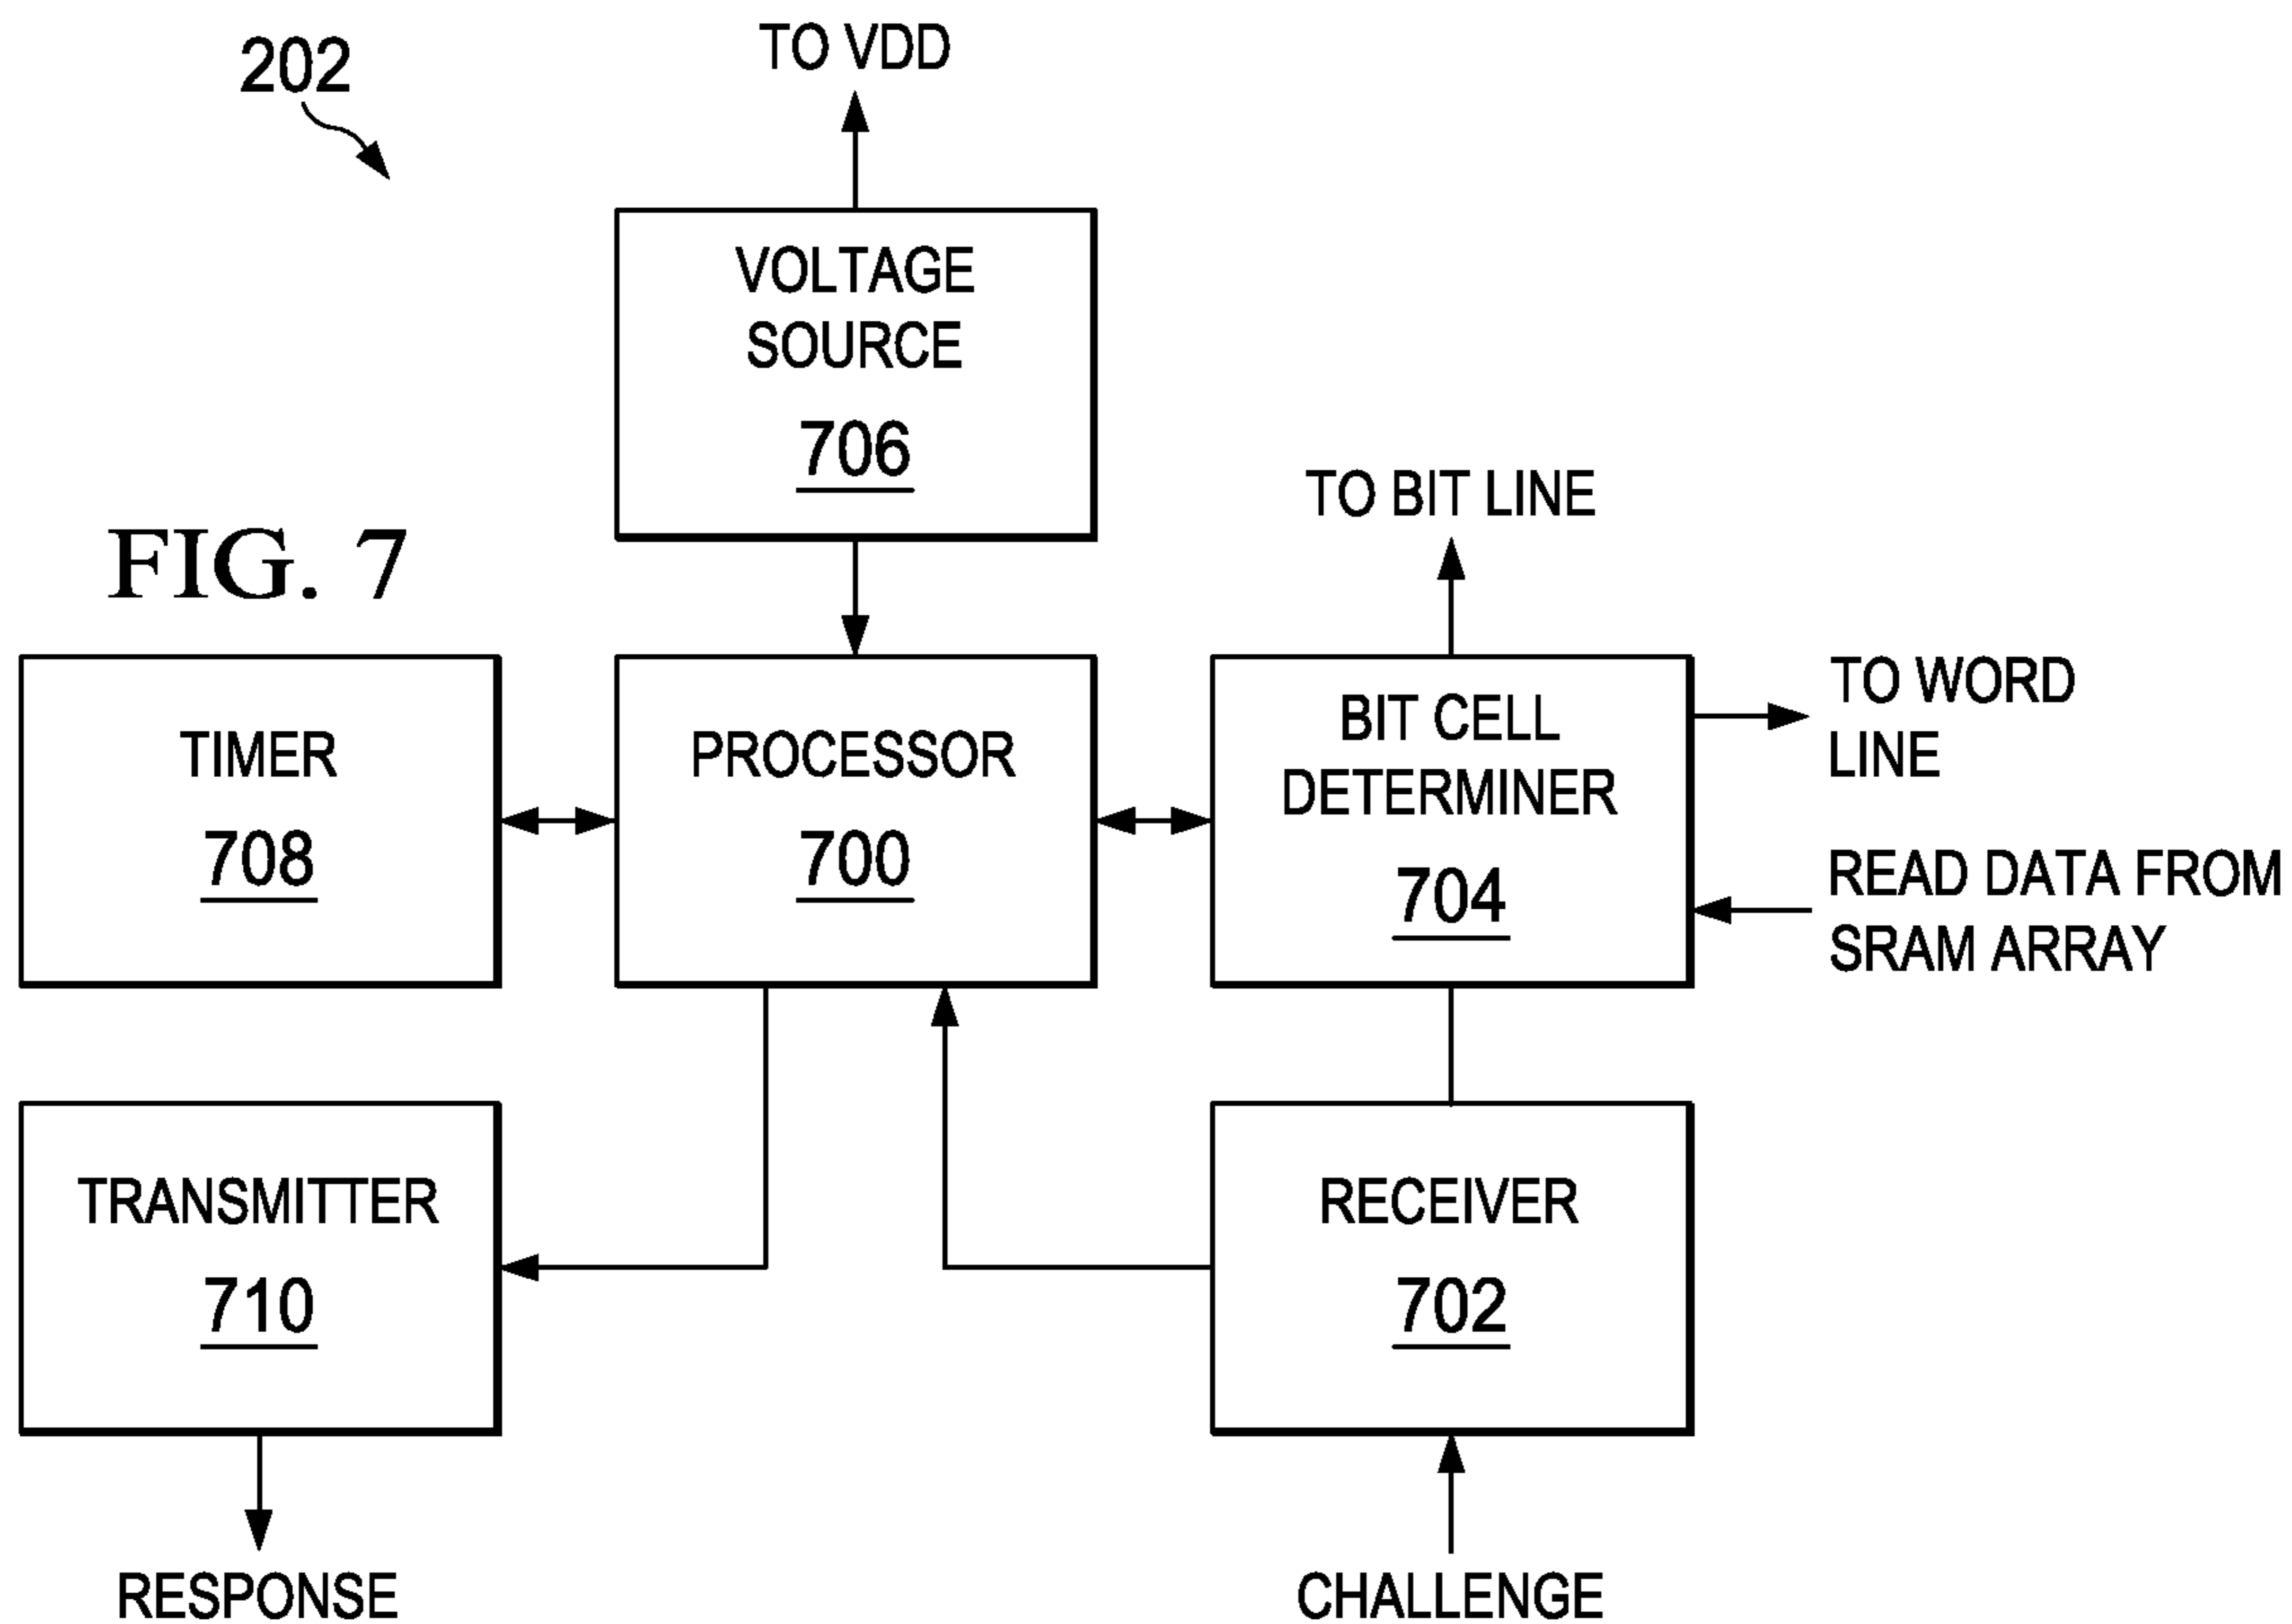 202
TO VDD
VOLTAGE
SOURCE
706
FIG. 7
TO BIT LINE
TIMER
708
PROCESSOR
700
BIT CELL
DETERMINER
704
TO WORD
LINE
READ DATA FROM
SRAM ARRAY
TRANSMITTER
710
RECEIVER
702
RESPONSE
CHALLENGE